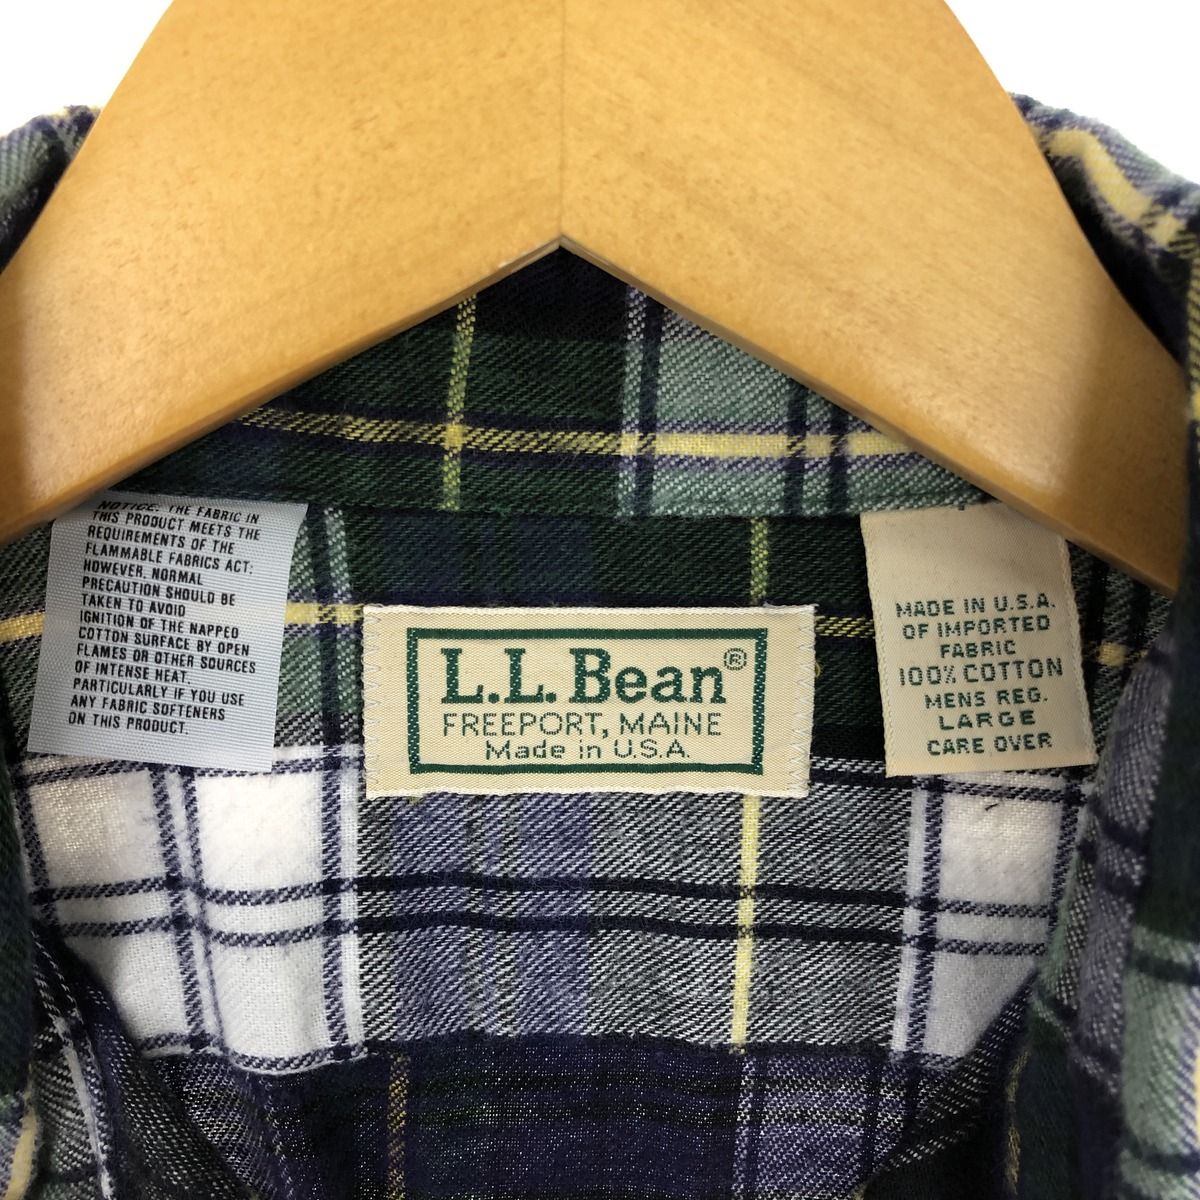 NOTICE: THE FABRIC IN
THIS PRODUCT MEETS THE
REQUIREMENTS OF THE
FLAMMABLE FABRICS ACT:
HOWEVER, NORMAL
PRECAUTION SHOULD BE
TAKEN TO AVOID
IGNITION OF THE NAPPED
COTTON SURFACE BY OPEN
FLAMES OR OTHER SOURCES
OF INTENSE HEAT.
PARTICULARLY IF YOU USE
ANY FABRIC SOFTENERS
ON THIS PRODUCT.
L.L.Bean®
FREEPORT, MAINE
Made in U.S.A.
MADE IN U.S.A.
OF IMPORTED
FABRIC
100% COTTON
MENS REG.
LARGE
CARE OVER